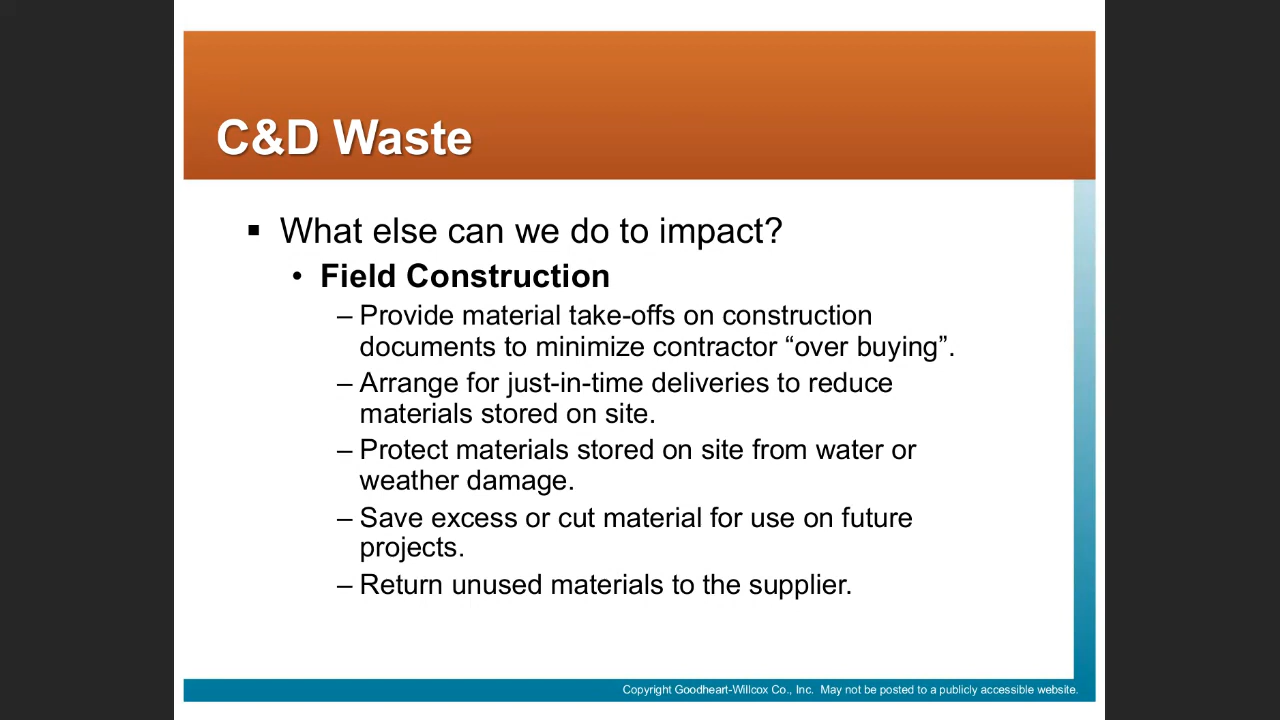 C&D Waste
▪ What else can we do to impact?
• Field Construction
– Provide material take-offs on construction
documents to minimize contractor “over buying”.
– Arrange for just-in-time deliveries to reduce
materials stored on site.
– Protect materials stored on site from water or
weather damage.
– Save excess or cut material for use on future
projects.
– Return unused materials to the supplier.
Copyright Goodheart-Willcox Co., Inc.  May not be posted to a publicly accessible website.